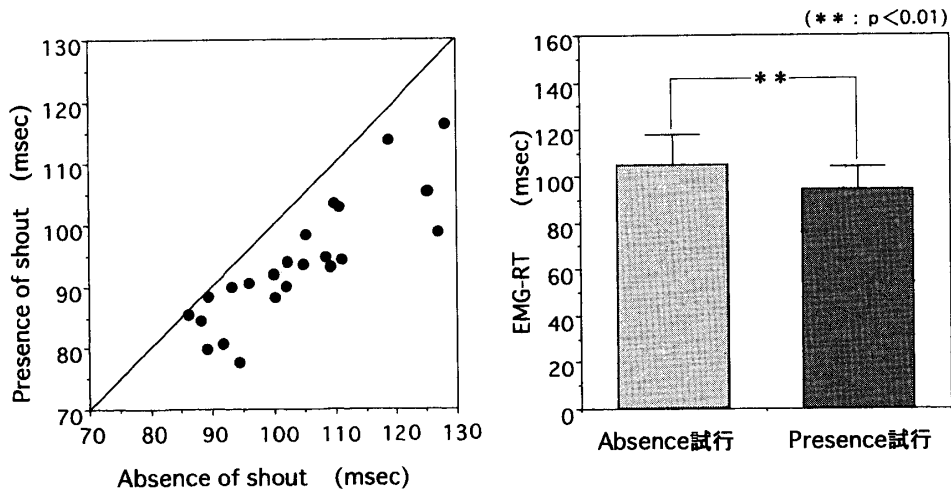 (**: p<0.01)
130
120
110
100
90
80
70
Presence of shout (msec)
70 80 90 100 110 120 130
Absence of shout (msec)
160
140
120
100
80
60
40
20
0
EMG-RT (msec)
**
Absence試行 Presence試行